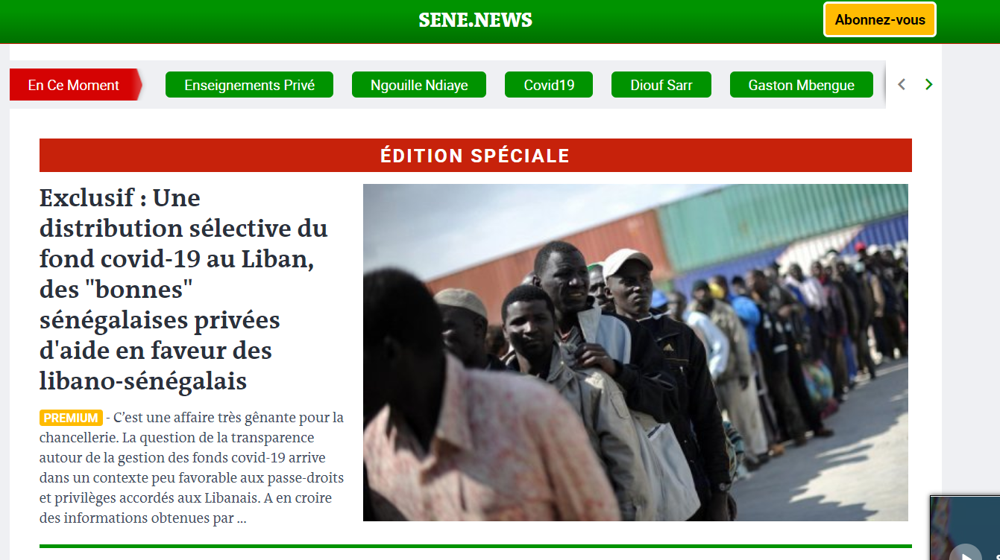 SENE.NEWS
Abonnez-vous
En Ce Moment
Enseignements Privé
Ngouille Ndiaye
Covid19
Diouf Sarr
Gaston Mbengue
ÉDITION SPÉCIALE
Exclusif : Une
distribution sélective du
fond covid-19 au Liban,
des "bonnes"
sénégalaises privées
d'aide en faveur des
libano-sénégalais
PREMIUM - C’est une affaire très gênante pour la
chancellerie. La question de la transparence
autour de la gestion des fonds covid-19 arrive
dans un contexte peu favorable aux passe-droits
et privilèges accordés aux Libanais. A en croire
des informations obtenues par ...